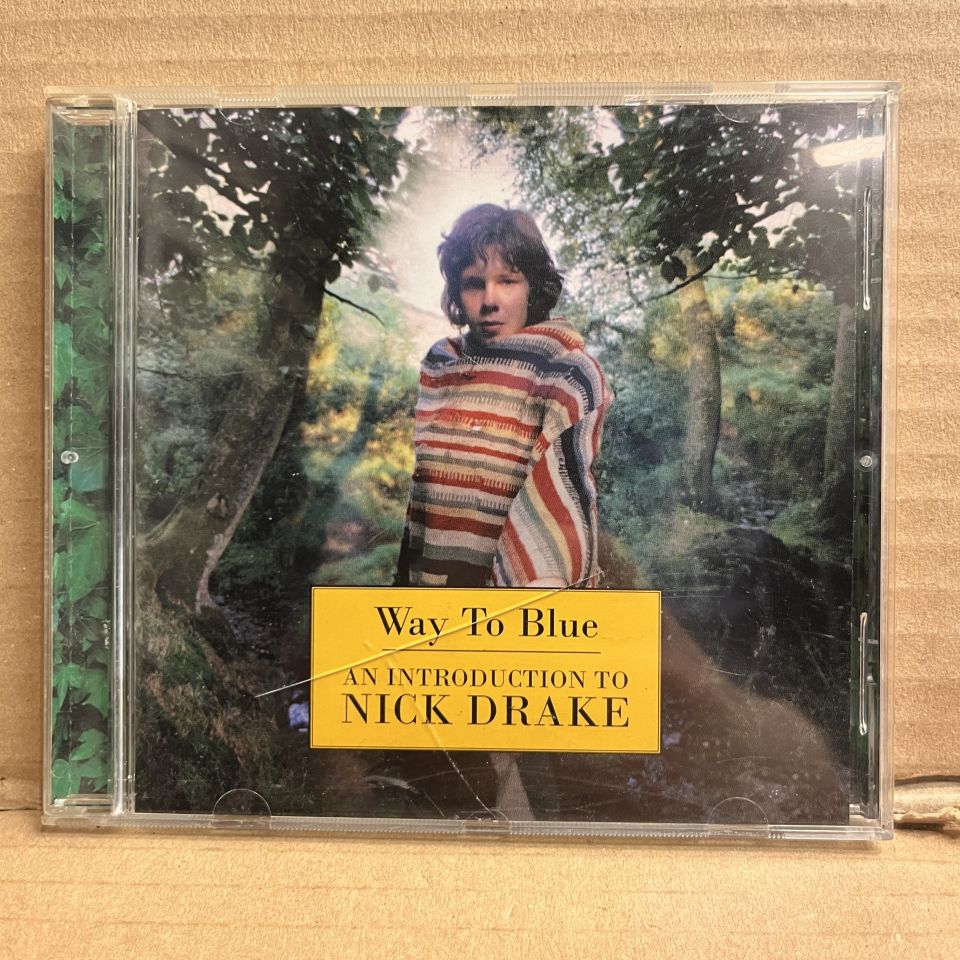 Way To Blue
AN INTRODUCTION TO
NICK DRAKE